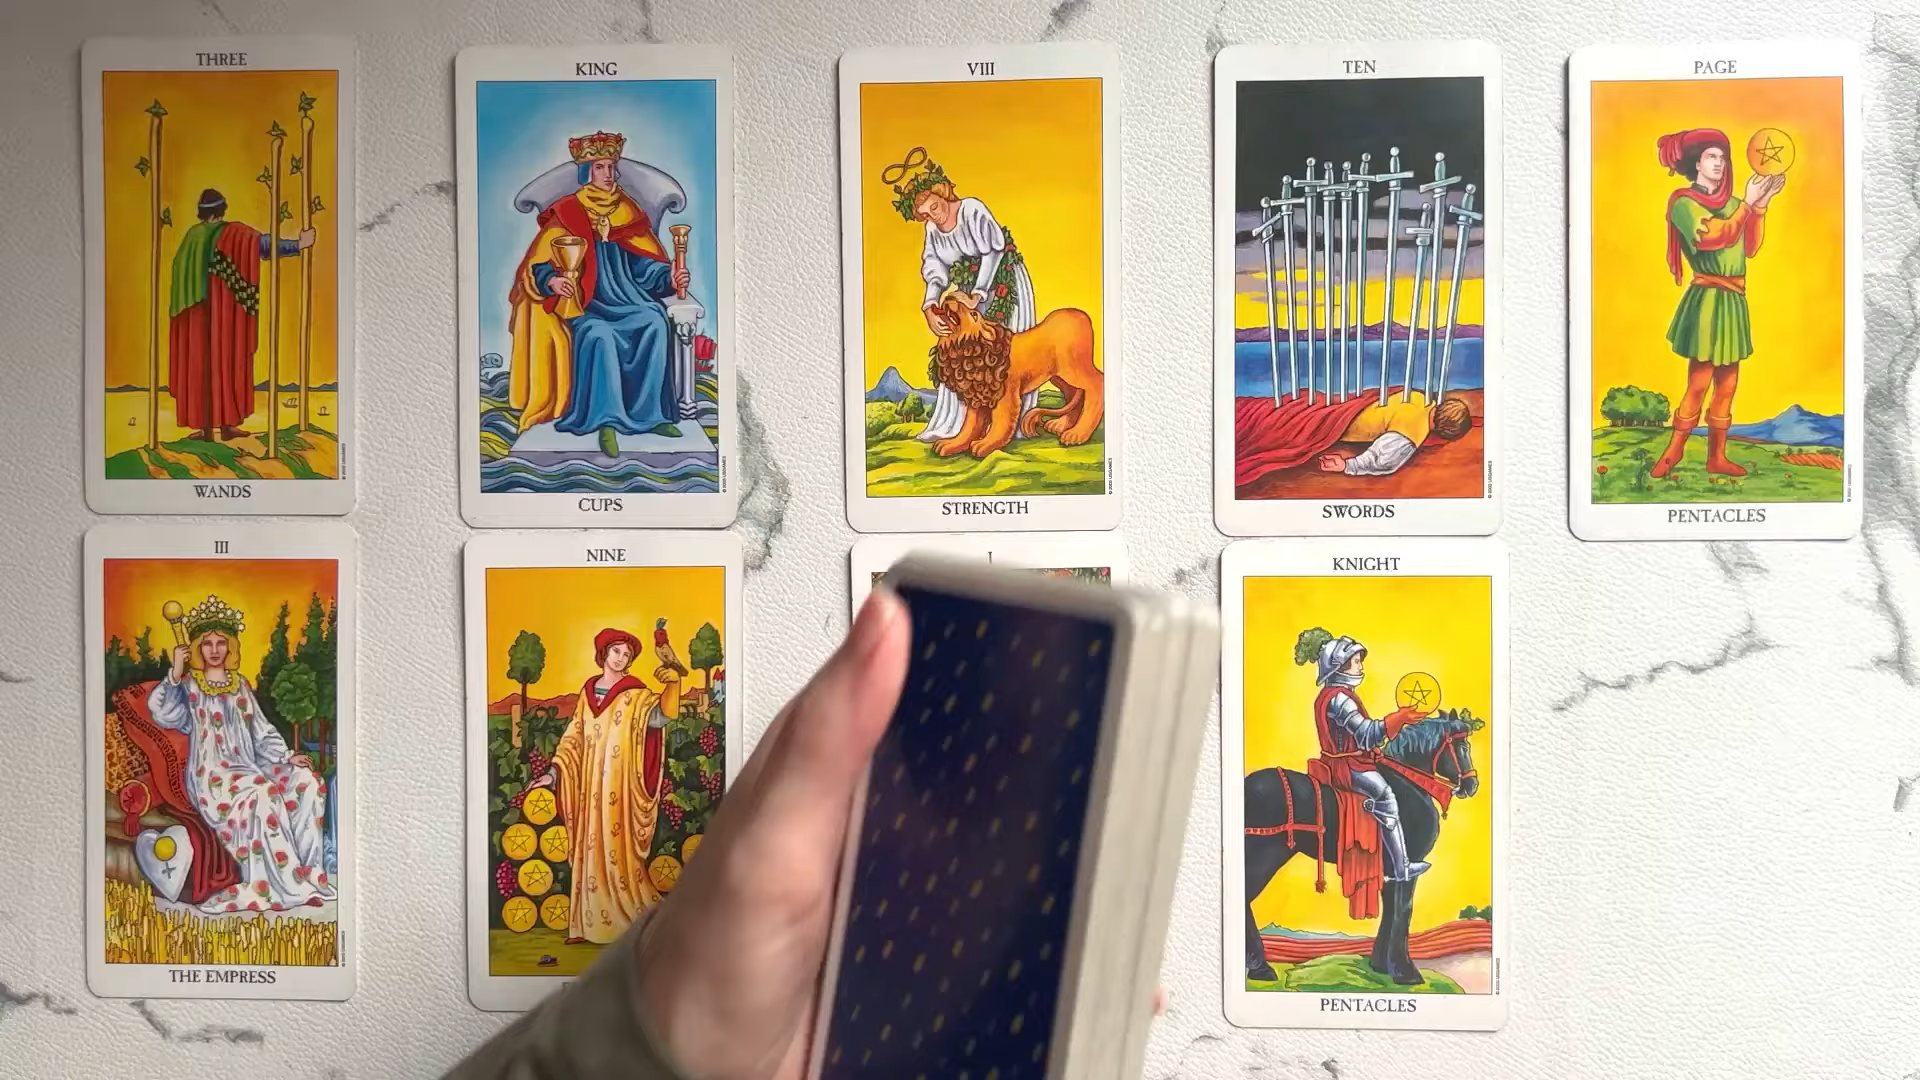 THREE
WANDS
KING
CUPS
VIII
STRENGTH
TEN
SWORDS
PAGE
PENTACLES
III
THE EMPRESS
NINE
I
KNIGHT
PENTACLES